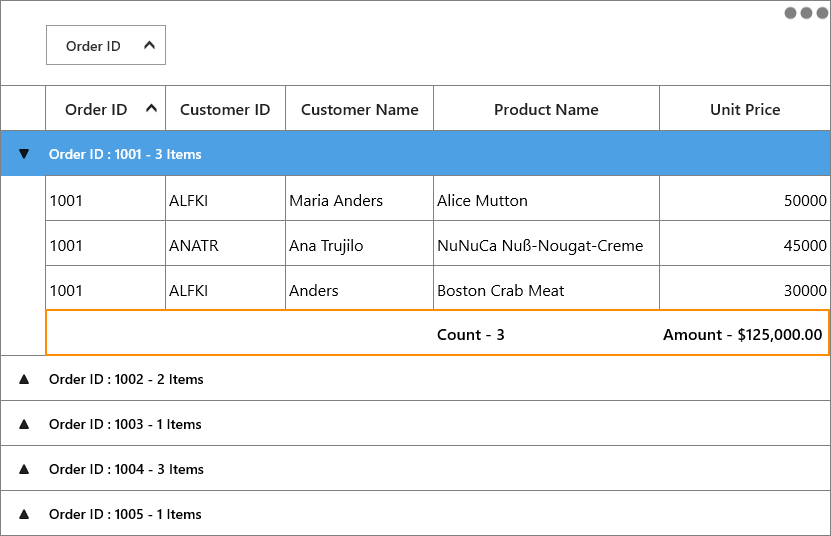 Order ID
Order ID Customer ID Customer Name Product Name Unit Price
Order ID : 1001 - 3 Items
1001 ALFKI Maria Anders Alice Mutton 50000
1001 ANATR Ana Trujilo NuNuCa Nuß-Nougat-Creme 45000
1001 ALFKI Anders Boston Crab Meat 30000
Count - 3 Amount - $125,000.00
Order ID : 1002 - 2 Items
Order ID : 1003 - 1 Items
Order ID : 1004 - 3 Items
Order ID : 1005 - 1 Items